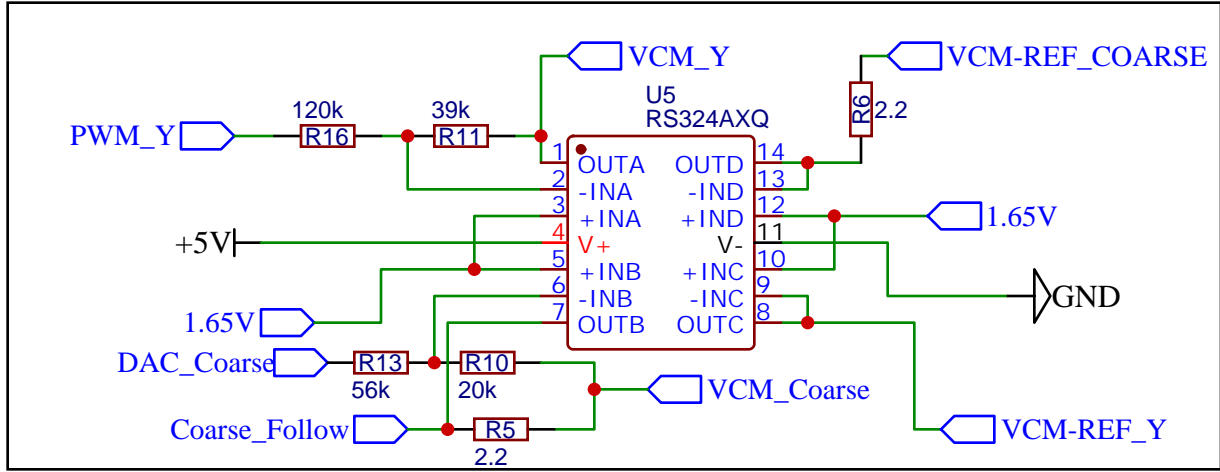 VCM_Y
VCM-REF_COARSE
U5
RS324AXQ
120k
39k
R6
2.2
PWM_Y
R16
R11
1
OUTA
OUTD
14
2
-INA
-IND
13
3
+INA
+IND
12
1.65V
+5V
4
V+
V-
11
5
+INB
+INC
10
6
-INB
-INC
9
GND
1.65V
7
OUTB
OUTC
8
DAC_Coarse
R13
R10
56k
20k
VCM_Coarse
Coarse_Follow
R5
2.2
VCM-REF_Y